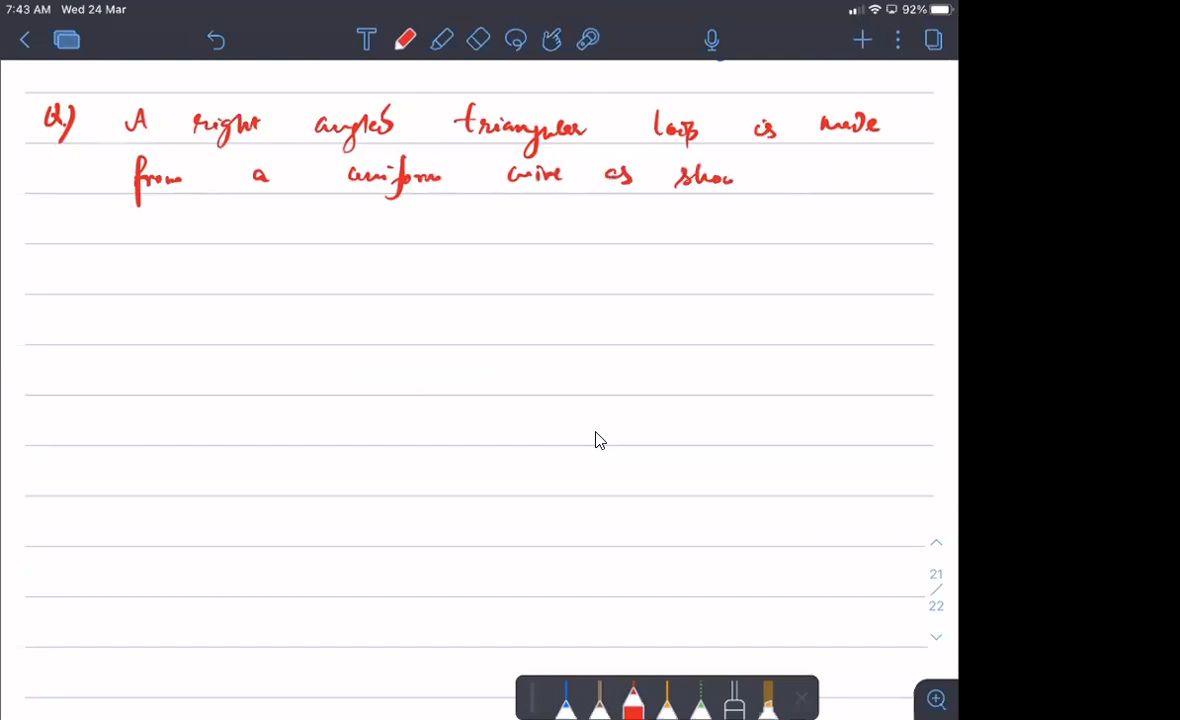 7:43 AM Wed 24 Mar
92%
T
Q.) A right angled triangular loop is made
from a uniform wire as show
21
22